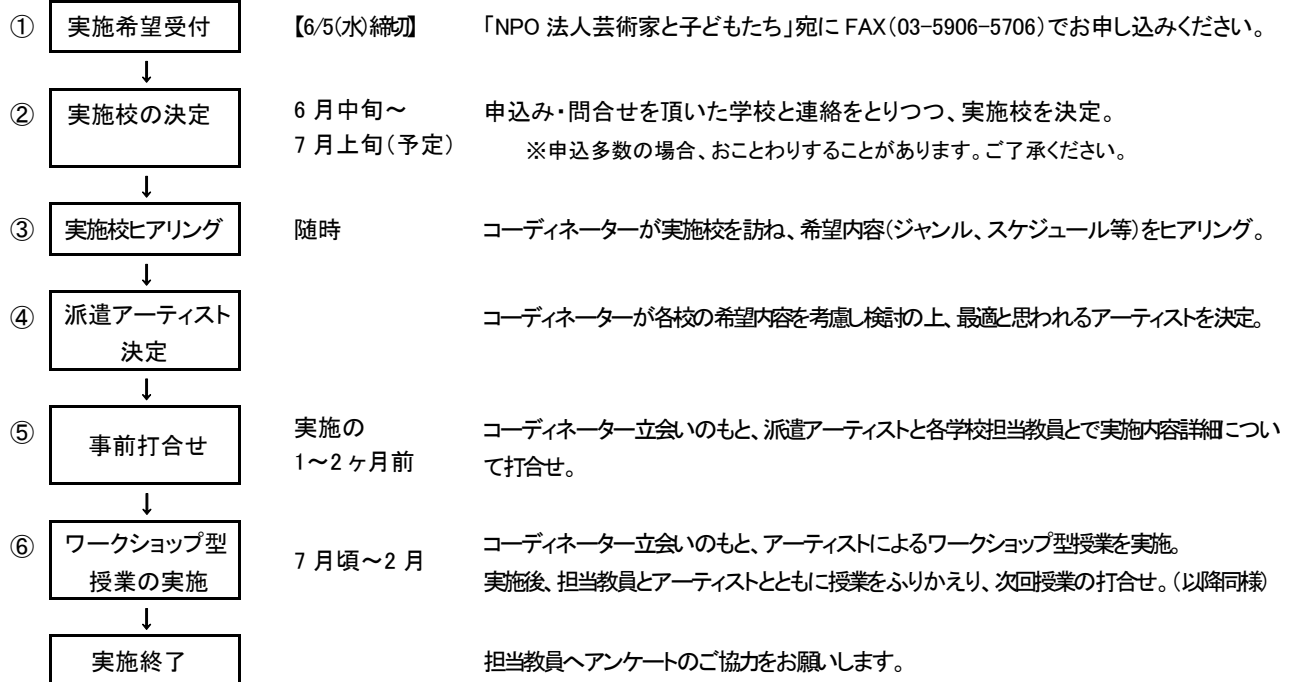 ① 実施希望受付 【6/5(水)締切】 「NPO 法人芸術家と子どもたち」宛に FAX(03-5906-5706)でお申し込みください。
↓
② 実施校の決定 6 月中旬～ 申込み・問合せを頂いた学校と連絡をとりつつ、実施校を決定。
7 月上旬(予定) ※申込多数の場合、おことわりすることがあります。ご了承ください。
↓
③ 実施校ヒアリング 随時 コーディネーターが実施校を訪ね、希望内容(ジャンル、スケジュール等)をヒアリング。
↓
④ 派遣アーティスト コーディネーターが各校の希望内容を考慮し検討の上、最適と思われるアーティストを決定。
決定
↓
⑤ 事前打合せ 実施の コーディネーター立会いのもと、派遣アーティストと各学校担当教員とで実施内容詳細につい
1～2 ヶ月前 て打合せ。
↓
⑥ ワークショップ型 7 月頃～2 月 コーディネーター立会いのもと、アーティストによるワークショップ型授業を実施。
授業の実施 実施後、担当教員とアーティストとともに授業をふりかえり、次回授業の打合せ。(以降同様)
↓
実施終了 担当教員へアンケートのご協力をお願いします。